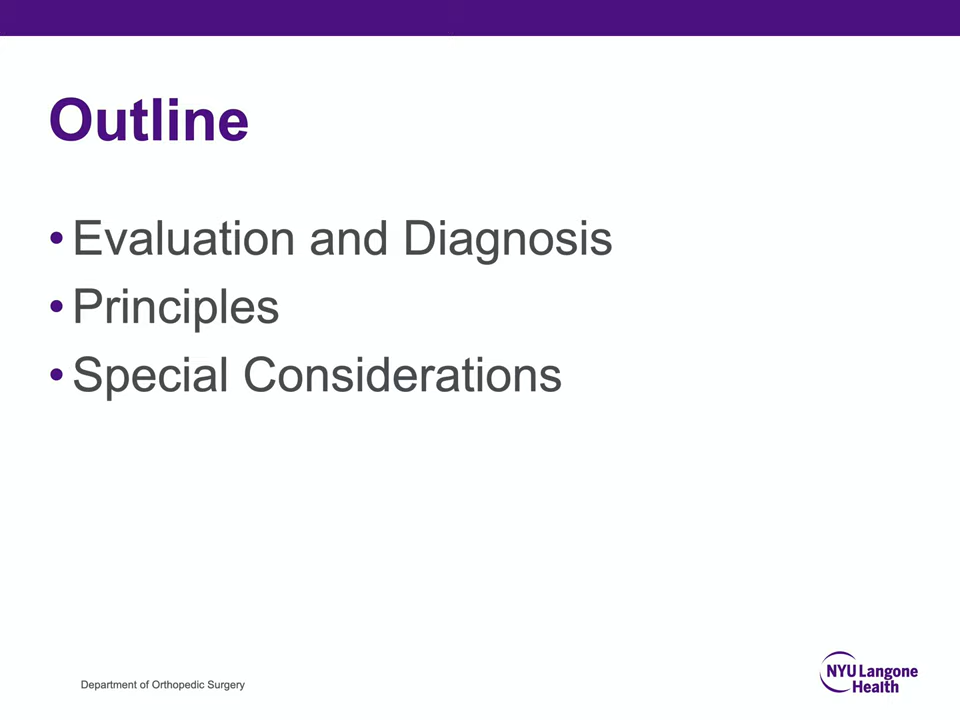 Outline
• Evaluation and Diagnosis
• Principles
• Special Considerations
Department of Orthopedic Surgery
NYU Langone
Health